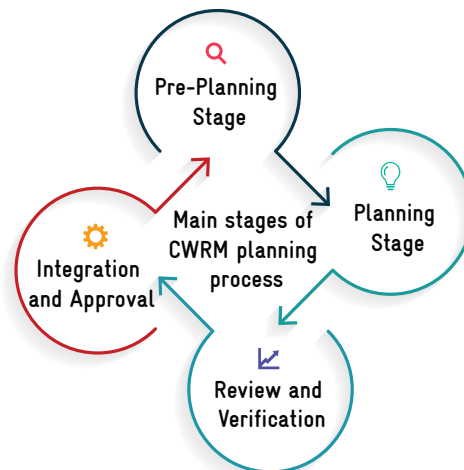 Pre-Planning
Stage
Planning
Stage
Main stages of
CWRM planning
process
Integration
and Approval
Review and
Verification